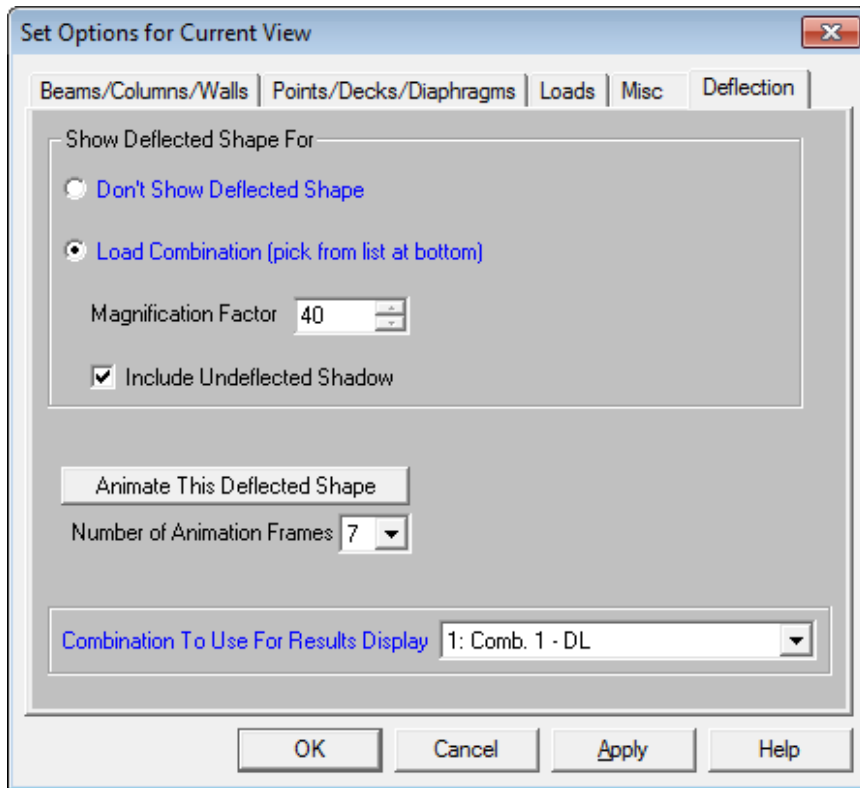 Set Options for Current View
Beams/Columns/Walls Points/Decks/Diaphragms Loads Misc Deflection
Show Deflected Shape For
Don't Show Deflected Shape
Load Combination (pick from list at bottom)
Magnification Factor 40
Include Undeflected Shadow
Animate This Deflected Shape
Number of Animation Frames 7
Combination To Use For Results Display 1: Comb. 1 - DL
OK Cancel Apply Help